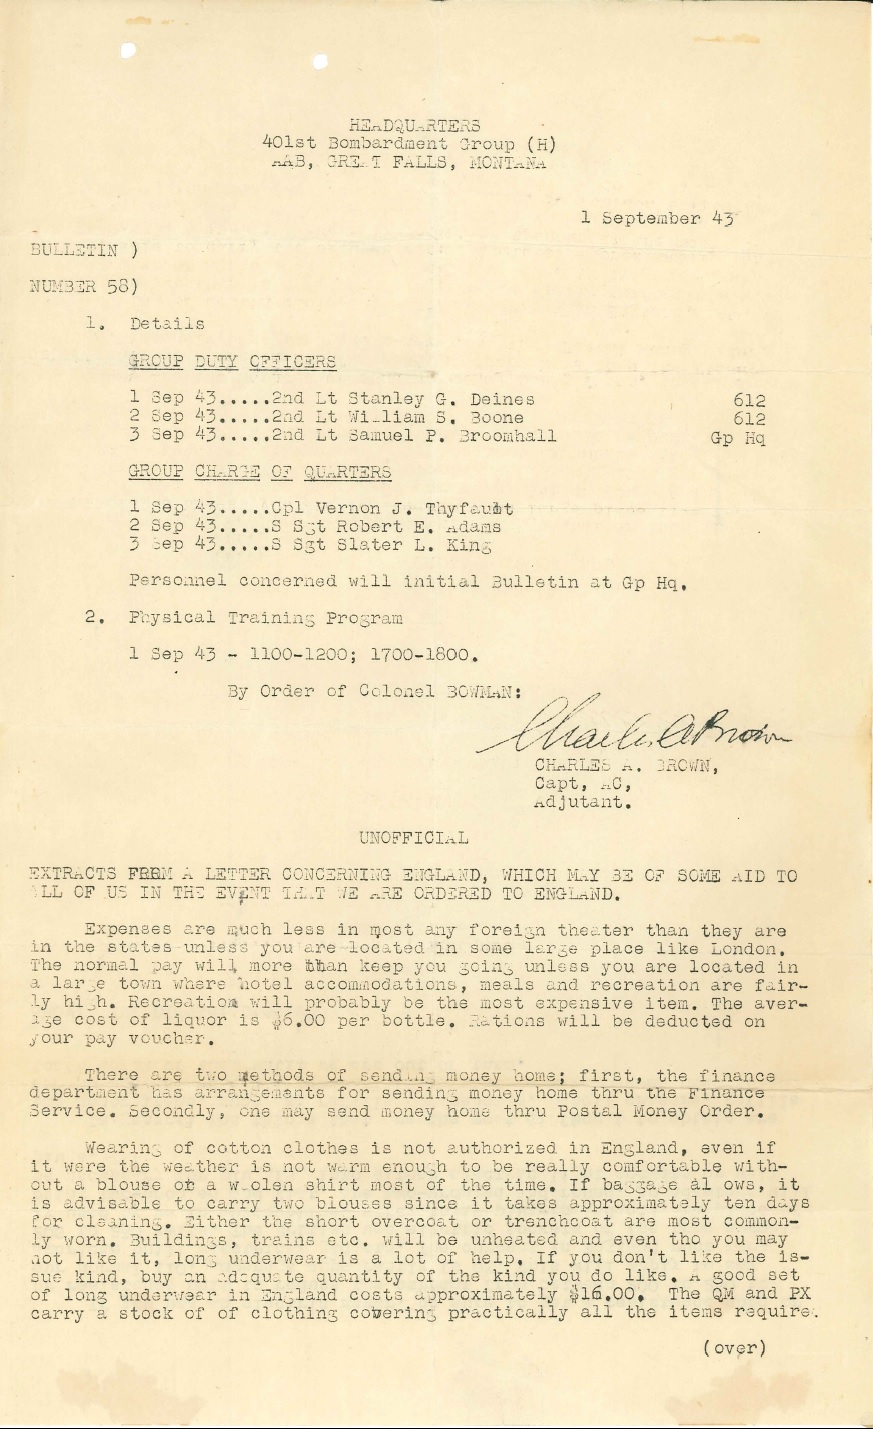 HEADQUARTERS
401st Bombardment Group (H)
AAB, GREAT FALLS, MONTANA
1 September 43
BULLETIN )
NUMBER 58)
1. Details
GROUP DUTY OFFICERS
1 Sep 43.....2nd Lt Stanley G. Deines 612
2 Sep 43.....2nd Lt William S. Boone 612
3 Sep 43.....2nd Lt Samuel P. Broomhall Gp Hq
GROUP CHARGE OF QUARTERS
1 Sep 43.....Cpl Vernon J. Thyfault
2 Sep 43.....S Sgt Robert E. Adams
3 Sep 43.....S Sgt Slater L. King
Personnel concerned will initial Bulletin at Gp Hq.
2. Physical Training Program
1 Sep 43 - 1100-1200; 1700-1800.
By Order of Colonel BOWMAN:
Charles A Brown
CHARLES A. BROWN,
Capt, AC,
Adjutant.
UNOFFICIAL
EXTRACTS FROM A LETTER CONCERNING ENGLAND, WHICH MAY BE OF SOME AID TO
ALL OF US IN THE EVENT THAT WE ARE ORDERED TO ENGLAND.
Expenses are much less in most any foreign theater than they are
in the states unless you are located in some large place like London.
The normal pay will more than keep you going unless you are located in
a large town where hotel accommodations, meals and recreation are fair-
ly high. Recreation will probably be the most expensive item. The aver-
age cost of liquor is $6.00 per bottle. Rations will be deducted on
your pay voucher.
There are two methods of sending money home; first, the finance
department has arrangements for sending money home thru the Finance
Service. Secondly, one may send money home thru Postal Money Order.
Wearing of cotton clothes is not authorized in England, even if
it were the weather is not warm enough to be really comfortable with-
out a blouse or a woolen shirt most of the time. If baggage allows, it
is advisable to carry two blouses since it takes approximately ten days
for cleaning. Either the short overcoat or trenchcoat are most common-
ly worn. Buildings, trains etc. will be unheated and even tho you may
not like it, long underwear is a lot of help. If you don't like the is-
sue kind, buy an adequate quantity of the kind you do like. A good set
of long underwear in England costs approximately $16.00. The QM and PX
carry a stock of of clothing covering practically all the items require.
(over)